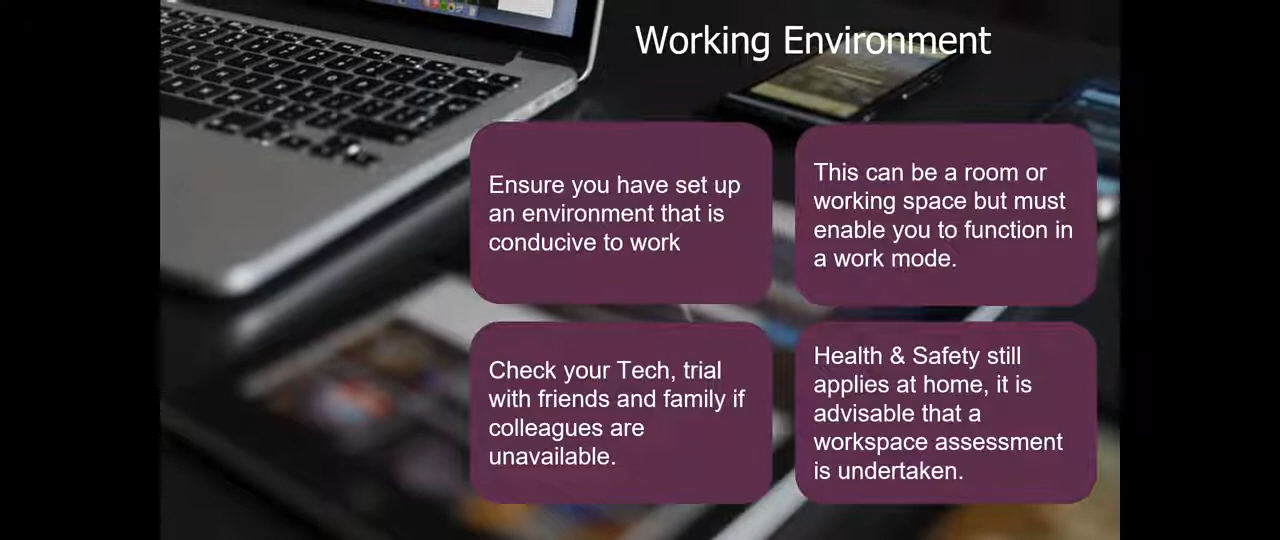 Working Environment
Ensure you have set up
an environment that is
conducive to work
This can be a room or
working space but must
enable you to function in
a work mode.
Check your Tech, trial
with friends and family if
colleagues are
unavailable.
Health & Safety still
applies at home, it is
advisable that a
workspace assessment
is undertaken.